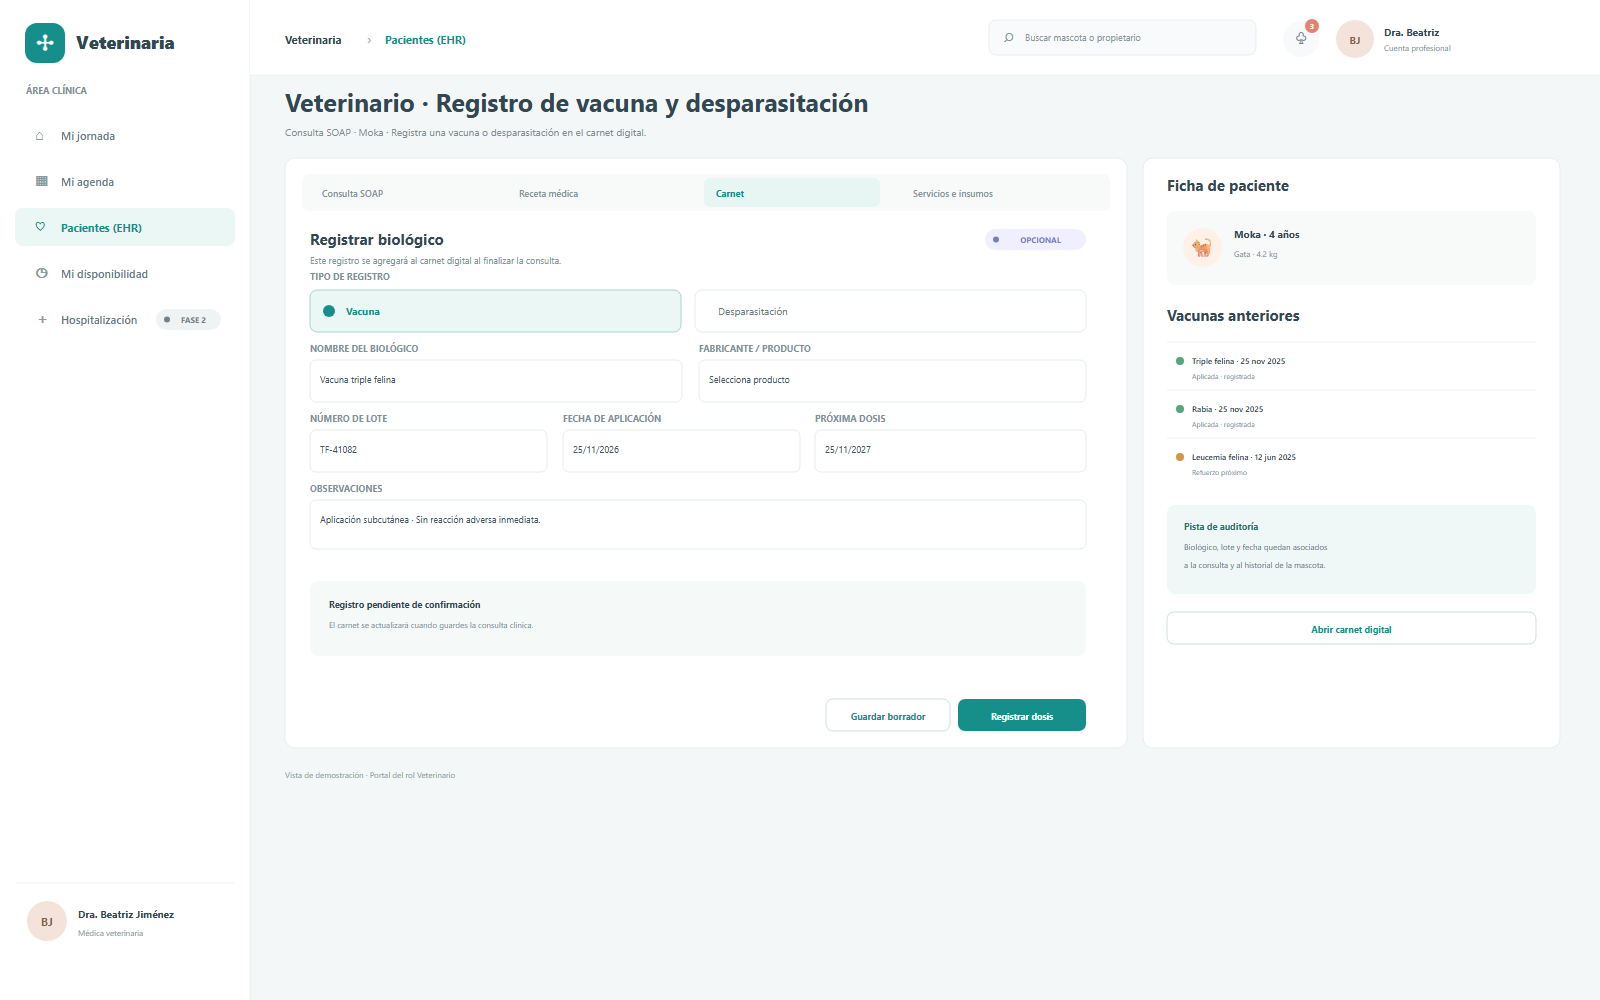 Veterinaria
ÁREA CLÍNICA
Mi jornada
Mi agenda
Pacientes (EHR)
Mi disponibilidad
Hospitalización
FASE 2
BJ
Dra. Beatriz Jiménez
Médica veterinaria
Veterinaria › Pacientes (EHR)
Buscar mascota o propietario
3
BJ
Dra. Beatriz
Cuenta profesional
Veterinario · Registro de vacuna y desparasitación
Consulta SOAP · Moka · Registra una vacuna o desparasitación en el carnet digital.
Consulta SOAP
Receta médica
Carnet
Servicios e insumos
Registrar biológico
OPCIONAL
Este registro se agregará al carnet digital al finalizar la consulta.
TIPO DE REGISTRO
Vacuna
Desparasitación
NOMBRE DEL BIOLÓGICO
FABRICANTE / PRODUCTO
Vacuna triple felina
Selecciona producto
NÚMERO DE LOTE
FECHA DE APLICACIÓN
PRÓXIMA DOSIS
TF-41082
25/11/2026
25/11/2027
OBSERVACIONES
Aplicación subcutánea · Sin reacción adversa inmediata.
Registro pendiente de confirmación
El carnet se actualizará cuando guardes la consulta clínica.
Guardar borrador
Registrar dosis
Ficha de paciente
Moka · 4 años
Gata · 4.2 kg
Vacunas anteriores
Triple felina · 25 nov 2025
Aplicada · registrada
Rabia · 25 nov 2025
Aplicada · registrada
Leucemia felina · 12 jun 2025
Refuerzo próximo
Pista de auditoría
Biológico, lote y fecha quedan asociados
a la consulta y al historial de la mascota.
Abrir carnet digital
Vista de demostración · Portal del rol Veterinario